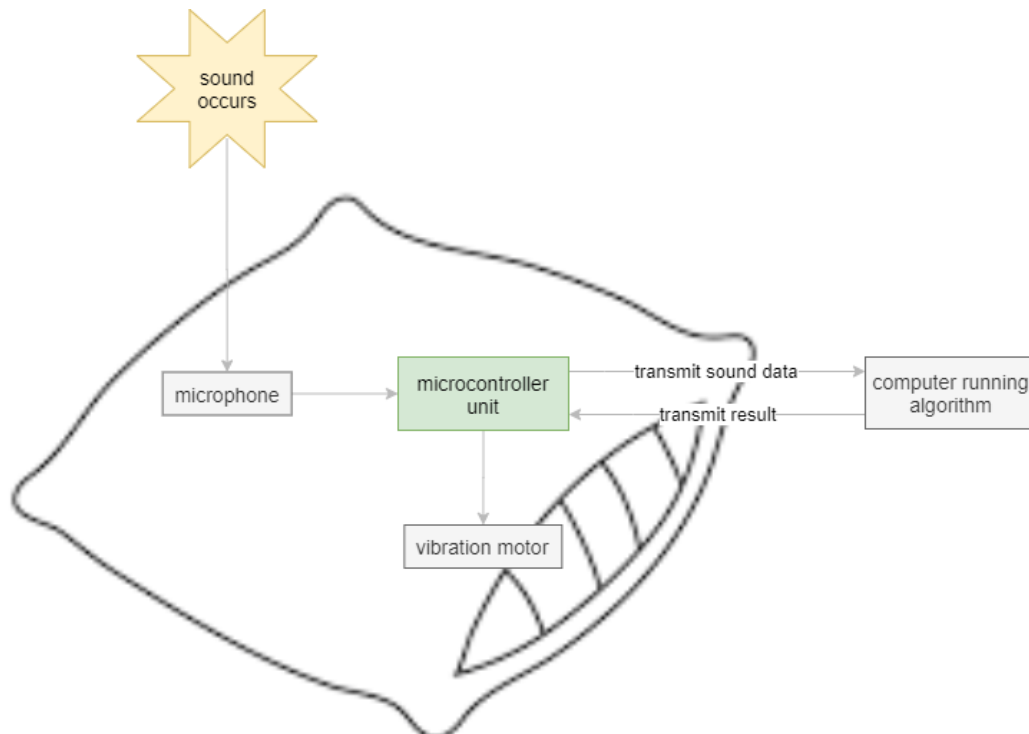 sound
occurs
microphone
microcontroller
unit
transmit sound data
computer running
algorithm
transmit result
vibration motor